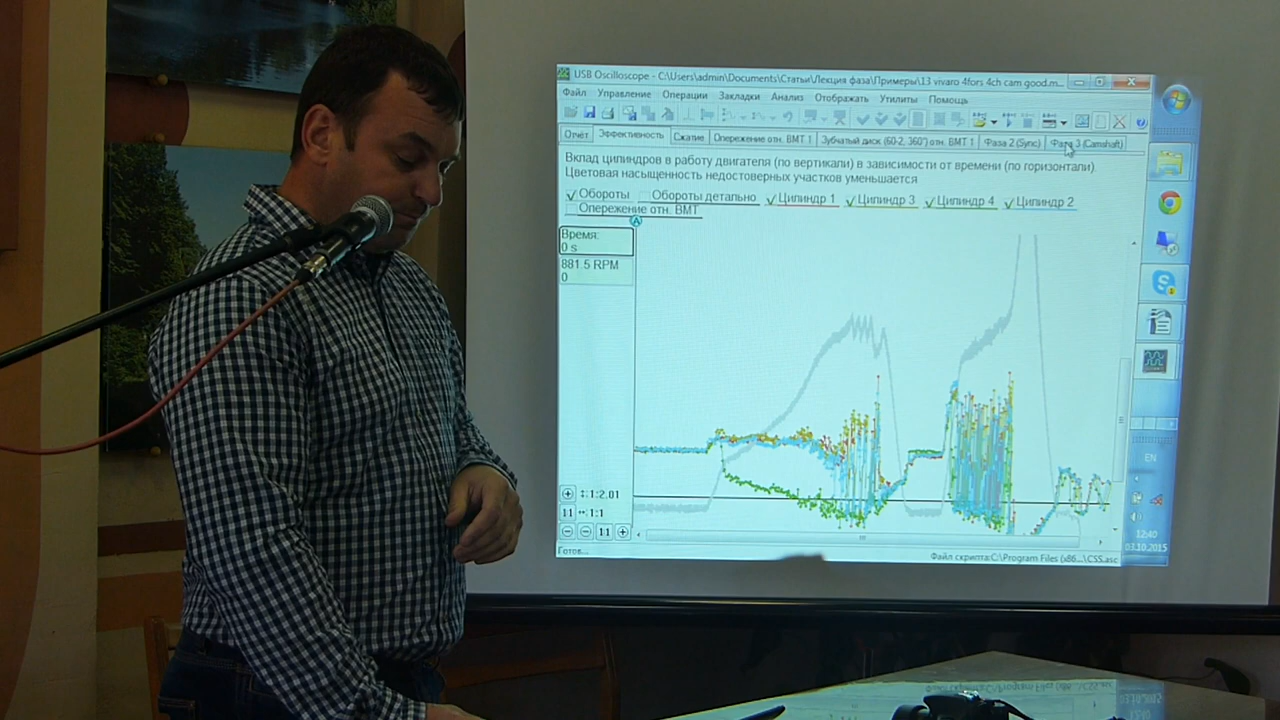 USB Oscilloscope - C:\Users\admin\Documents\Статьи\Лекция фаза\Примеры\13 vivaro 4fors 4ch cam good.m...
Файл Управление Операции Закладки Анализ Отображать Утилиты Помощь
Отчёт Эффективность Сжатие Опережение отн. ВМТ 1 Зубчатый диск (60-2, 360°) отн. ВМТ 1 Фаза 2 (Sync) Фаза 3 (Camshaft)
Вклад цилиндров в работу двигателя (по вертикали) в зависимости от времени (по горизонтали)
Цветовая насыщенность недостоверных участков уменьшается
Обороты Обороты детально Цилиндр 1 Цилиндр 3 Цилиндр 4 Цилиндр 2
Опережение отн. ВМТ
A
Время:
0 s
881.5 RPM
0
1:2.01
1:1 1:1
1:1
Готов...
Файл скрипта:C:\Program Files (x86...\CSS.asc
EN
12:40
03.10.2015